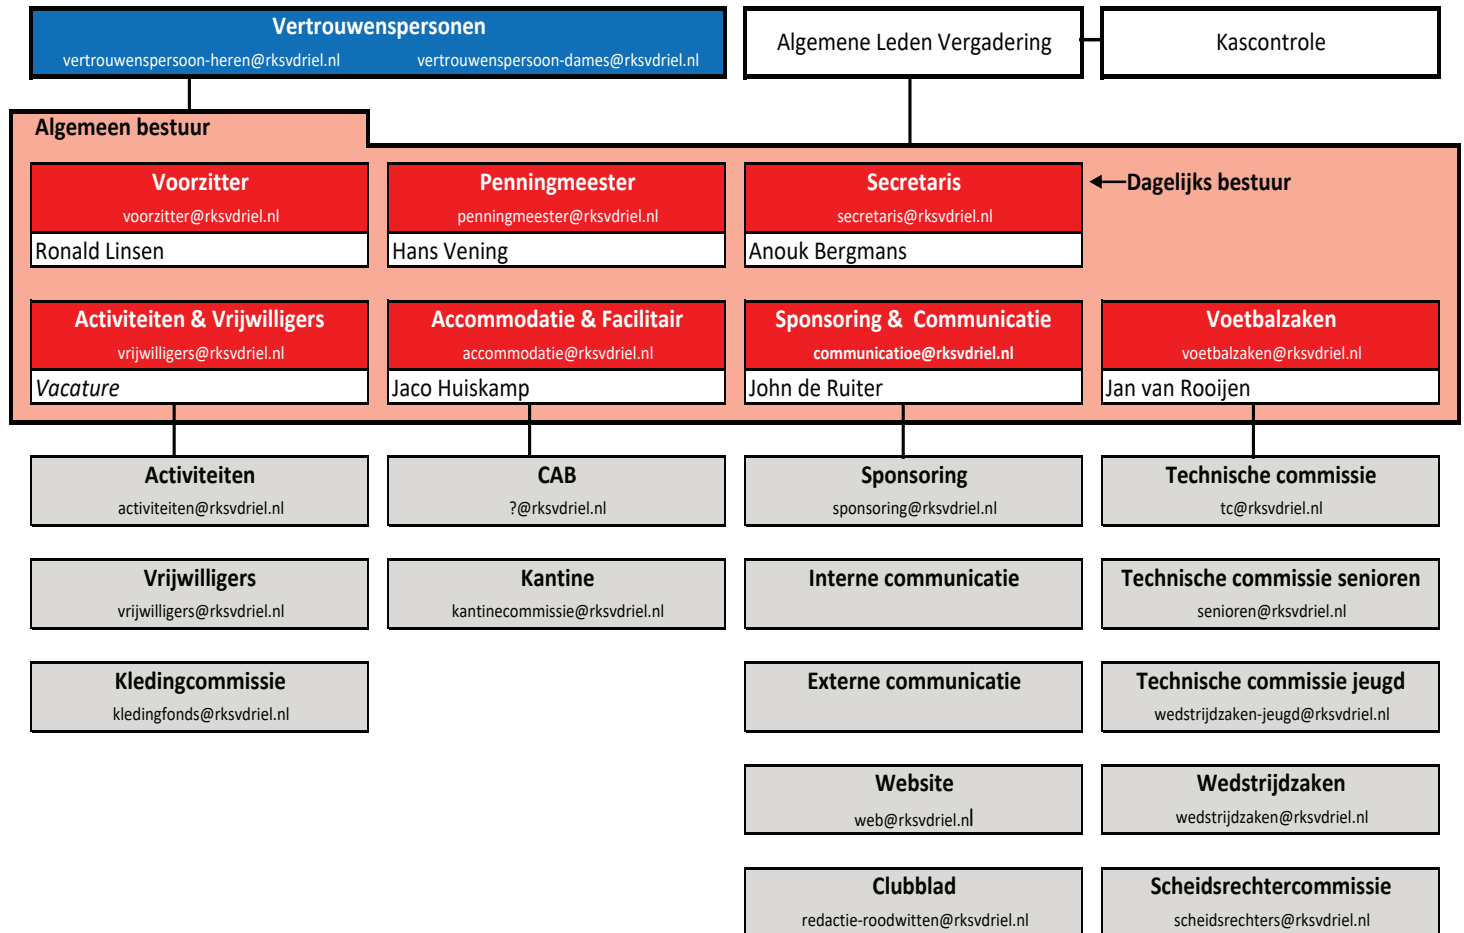 Vertrouwenspersonen
vertrouwenspersoon-heren@rksvdriel.nl vertrouwenspersoon-dames@rksvdriel.nl
Algemene Leden Vergadering
Kascontrole
Algemeen bestuur
Voorzitter
voorzitter@rksvdriel.nl
Ronald Linsen
Penningmeester
penningmeester@rksvdriel.nl
Hans Vening
Secretaris
secretaris@rksvdriel.nl
Anouk Bergmans
Dagelijks bestuur
Activiteiten & Vrijwilligers
vrijwilligers@rksvdriel.nl
Vacature
Accommodatie & Facilitair
accommodatie@rksvdriel.nl
Jaco Huiskamp
Sponsoring & Communicatie
communicatioe@rksvdriel.nl
John de Ruiter
Voetbalzaken
voetbalzaken@rksvdriel.nl
Jan van Rooijen
Activiteiten
activiteiten@rksvdriel.nl
CAB
?@rksvdriel.nl
Sponsoring
sponsoring@rksvdriel.nl
Technische commissie
tc@rksvdriel.nl
Vrijwilligers
vrijwilligers@rksvdriel.nl
Kantine
kantinecommissie@rksvdriel.nl
Interne communicatie
Technische commissie senioren
senioren@rksvdriel.nl
Kledingcommissie
kledingfonds@rksvdriel.nl
Externe communicatie
Technische commissie jeugd
wedstrijdzaken-jeugd@rksvdriel.nl
Website
web@rksvdriel.nl
Wedstrijdzaken
wedstrijdzaken@rksvdriel.nl
Clubblad
redactie-roodwitten@rksvdriel.nl
Scheidsrechtercommissie
scheidsrechters@rksvdriel.nl